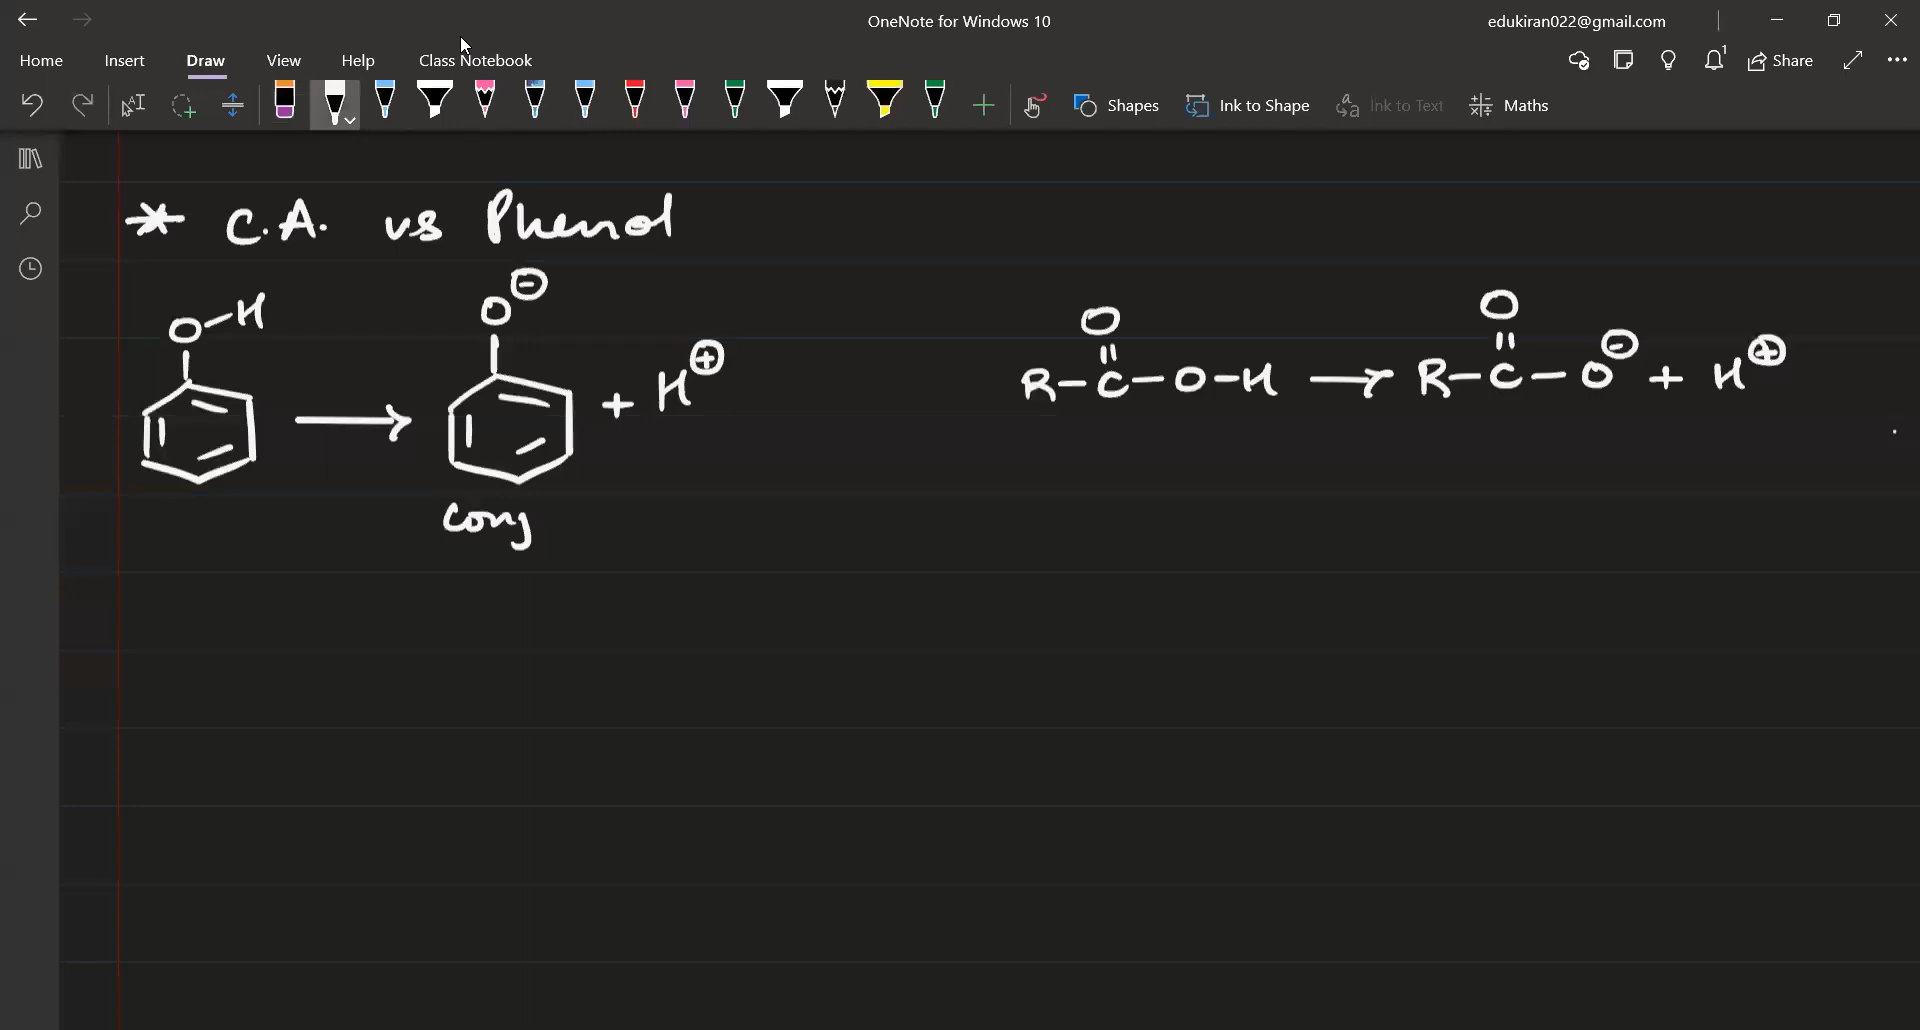 OneNote for Windows 10
edukiran022@gmail.com
Home Insert Draw View Help Class Notebook
1
Share
Shapes Ink to Shape Ink to Text Maths
* C.A. vs Phenol
O-H
O⊖
+ H⊕
O
R-C-O-H → R-C-O⊖ + H⊕
O
Conj